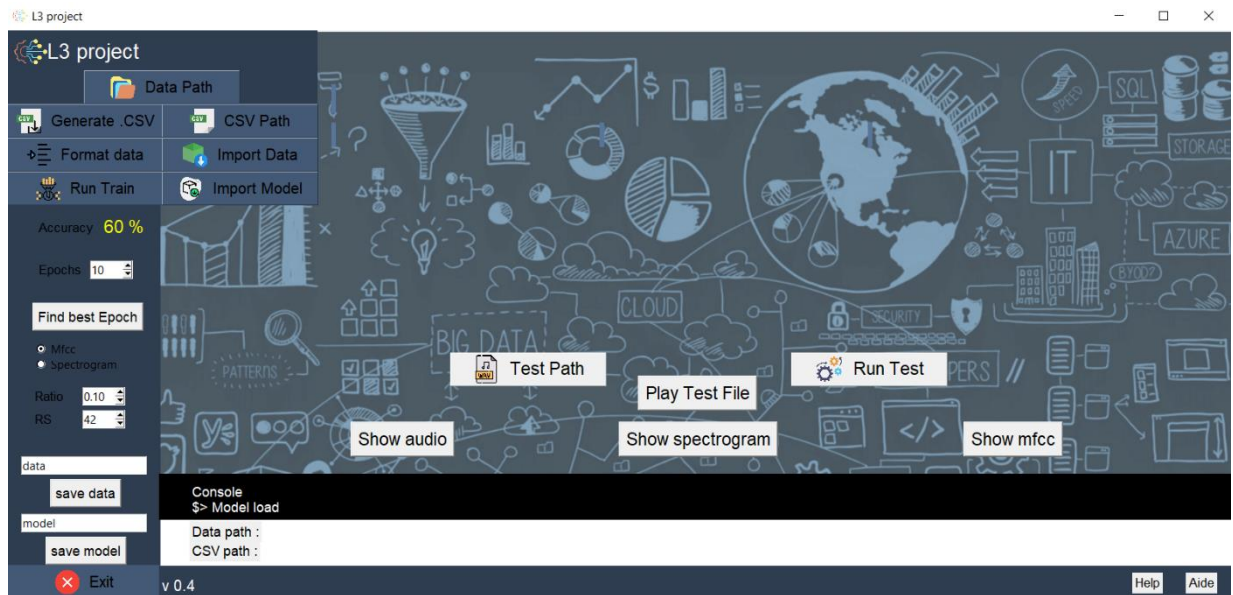 L3 project
L3 project
Data Path
Generate .CSV
CSV Path
Format data
Import Data
Run Train
Import Model
Accuracy 60 %
Epochs 10
Find best Epoch
Mfcc
Spectrogram
Ratio 0.10
RS 42
data
save data
model
save model
Exit
$
SPEED
SQL
STORAGE
IT
AZURE
BYOD?
CLOUD
SECURITY
BIG DATA
PATTERNS
PERS //
</>
Test Path
Run Test
Play Test File
Show audio
Show spectrogram
Show mfcc
Console
$> Model load
Data path :
CSV path :
v 0.4
Help
Aide